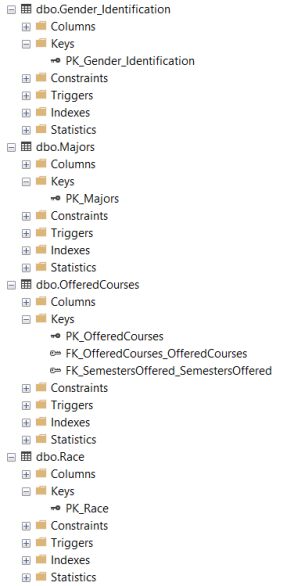 dbo.Gender_Identification
Columns
Keys
PK_Gender_Identification
Constraints
Triggers
Indexes
Statistics
dbo.Majors
Columns
Keys
PK_Majors
Constraints
Triggers
Indexes
Statistics
dbo.OfferedCourses
Columns
Keys
PK_OfferedCourses
FK_OfferedCourses_OfferedCourses
FK_SemestersOffered_SemestersOffered
Constraints
Triggers
Indexes
Statistics
dbo.Race
Columns
Keys
PK_Race
Constraints
Triggers
Indexes
Statistics